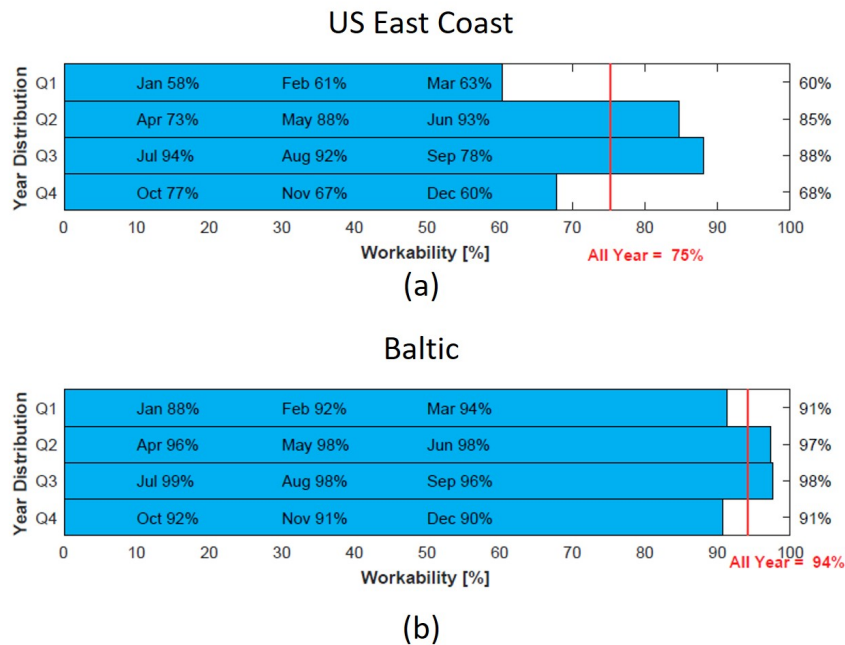 US East Coast
Year Distribution
Q1 Jan 58% Feb 61% Mar 63% 60%
Q2 Apr 73% May 88% Jun 93% 85%
Q3 Jul 94% Aug 92% Sep 78% 88%
Q4 Oct 77% Nov 67% Dec 60% 68%
0 10 20 30 40 50 60 70 80 90 100
Workability [%]
All Year = 75%
(a)
Baltic
Year Distribution
Q1 Jan 88% Feb 92% Mar 94% 91%
Q2 Apr 96% May 98% Jun 98% 97%
Q3 Jul 99% Aug 98% Sep 96% 98%
Q4 Oct 92% Nov 91% Dec 90% 91%
0 10 20 30 40 50 60 70 80 90 100
Workability [%]
All Year = 94%
(b)